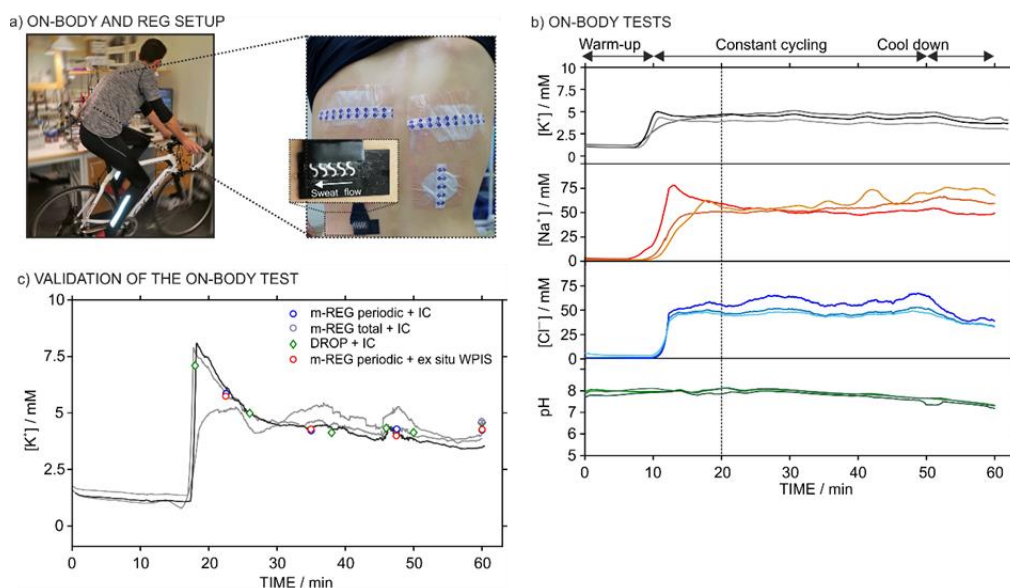 a) ON-BODY AND REG SETUP
Sweat flow
b) ON-BODY TESTS
Warm-up Constant cycling Cool down
10
7.5
5
2.5
0
[K⁺] / mM
100
75
50
25
0
[Na⁺] / mM
100
75
50
25
0
[Cl⁻] / mM
9
8
7
6
5
pH
0 10 20 30 40 50 60
TIME / min
c) VALIDATION OF THE ON-BODY TEST
m-REG periodic + IC
m-REG total + IC
DROP + IC
m-REG periodic + ex situ WPIS
10
7.5
5
2.5
0
[K⁺] / mM
0 10 20 30 40 50 60
TIME / min